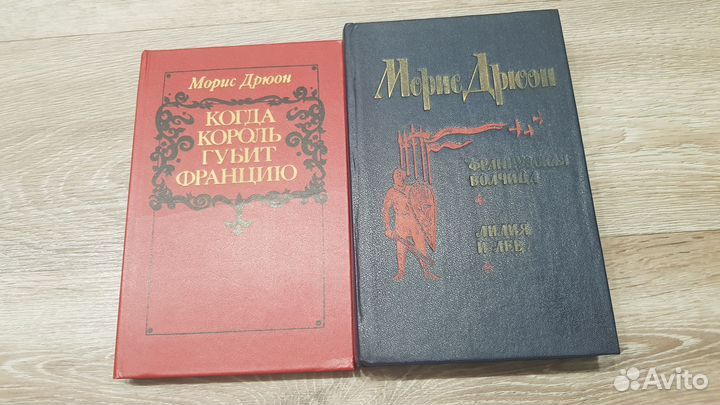 Морис Дрюон
КОГДА
КОРОЛЬ
ГУБИТ
ФРАНЦИЮ
Морис Дрюон
ФРАНЦУЗСКАЯ
ВОЛЧИЦА
ЛИЛИЯ
И ЛЕВ
Avito